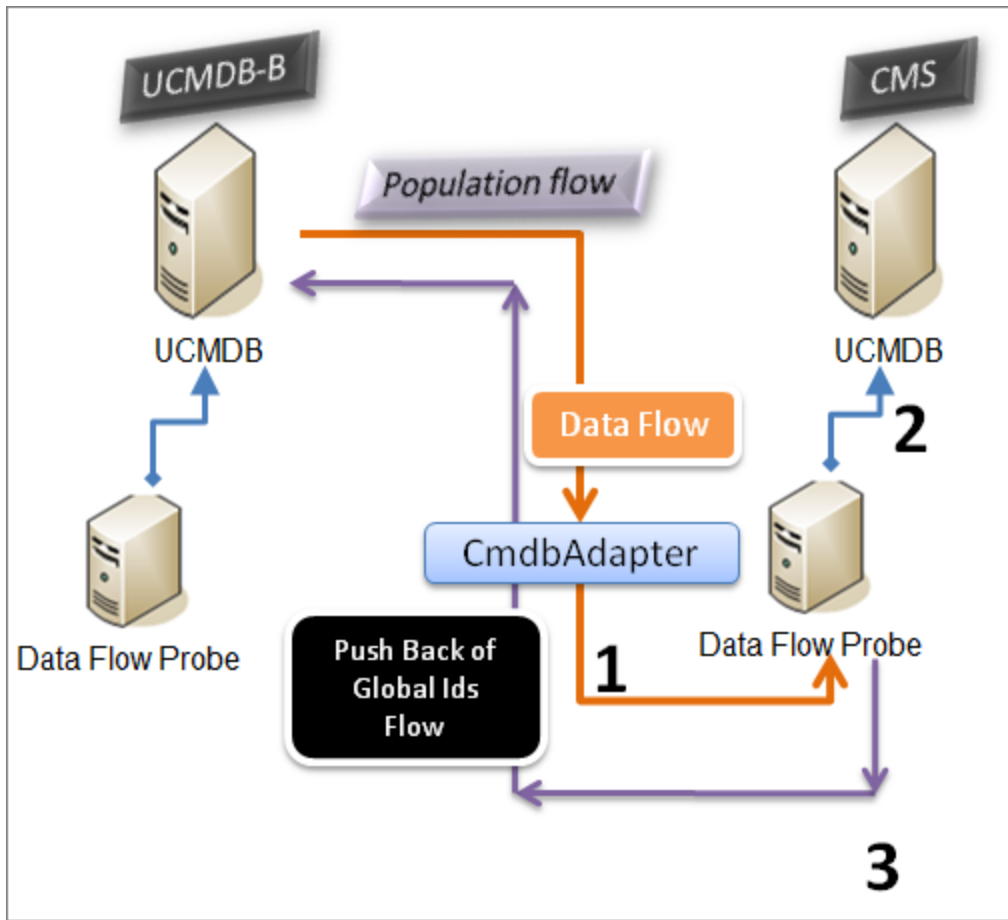 UCMDB-B
CMS
Population flow
UCMDB
UCMDB
Data Flow
2
CmdbAdapter
Push Back of
Global Ids
Flow
1
Data Flow Probe
Data Flow Probe
3